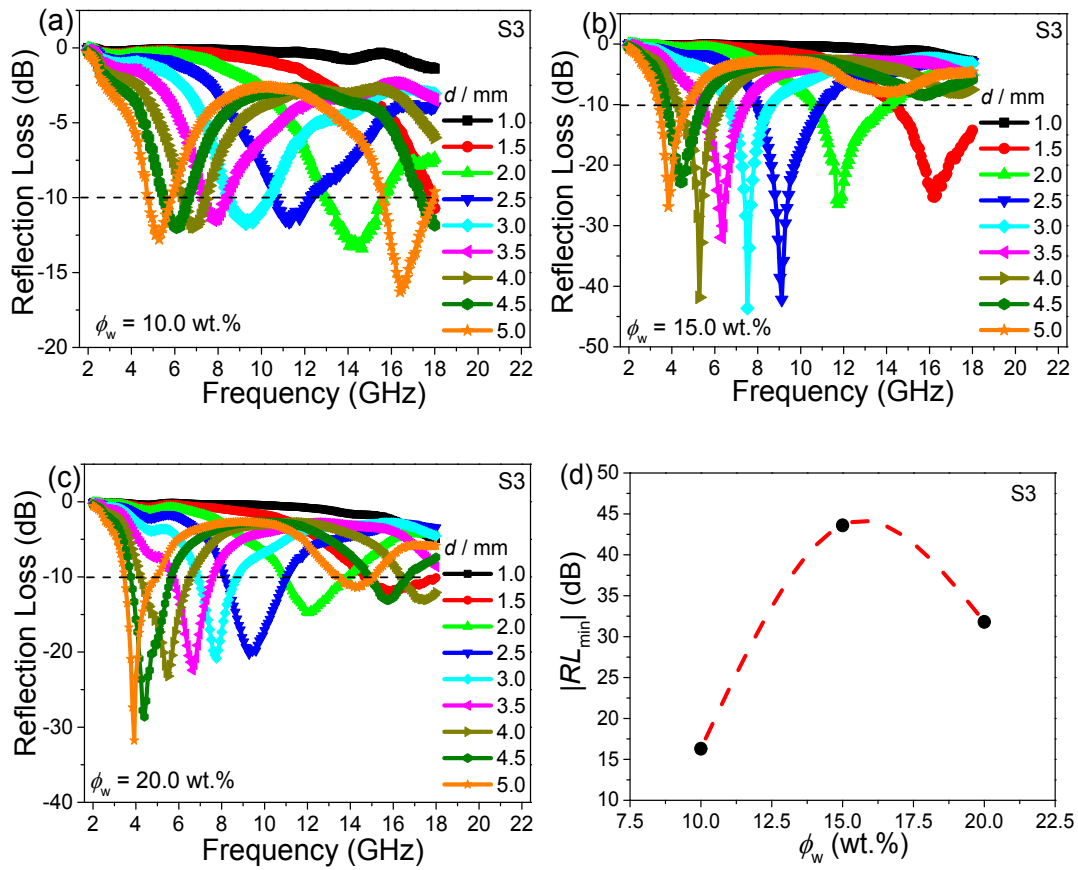 (a)
S3
Reflection Loss (dB)
0
-5
-10
-15
-20
d / mm
1.0
1.5
2.0
2.5
3.0
3.5
4.0
4.5
5.0
ϕw = 10.0 wt.%
2 4 6 8 10 12 14 16 18 20 22
Frequency (GHz)
(b)
S3
Reflection Loss (dB)
0
-10
-20
-30
-40
-50
d / mm
1.0
1.5
2.0
2.5
3.0
3.5
4.0
4.5
5.0
ϕw = 15.0 wt.%
2 4 6 8 10 12 14 16 18 20 22
Frequency (GHz)
(c)
S3
Reflection Loss (dB)
0
-10
-20
-30
-40
d / mm
1.0
1.5
2.0
2.5
3.0
3.5
4.0
4.5
5.0
ϕw = 20.0 wt.%
2 4 6 8 10 12 14 16 18 20 22
Frequency (GHz)
(d)
S3
|RLmin| (dB)
50
45
40
35
30
25
20
15
10
7.5 10.0 12.5 15.0 17.5 20.0 22.5
ϕw (wt.%)